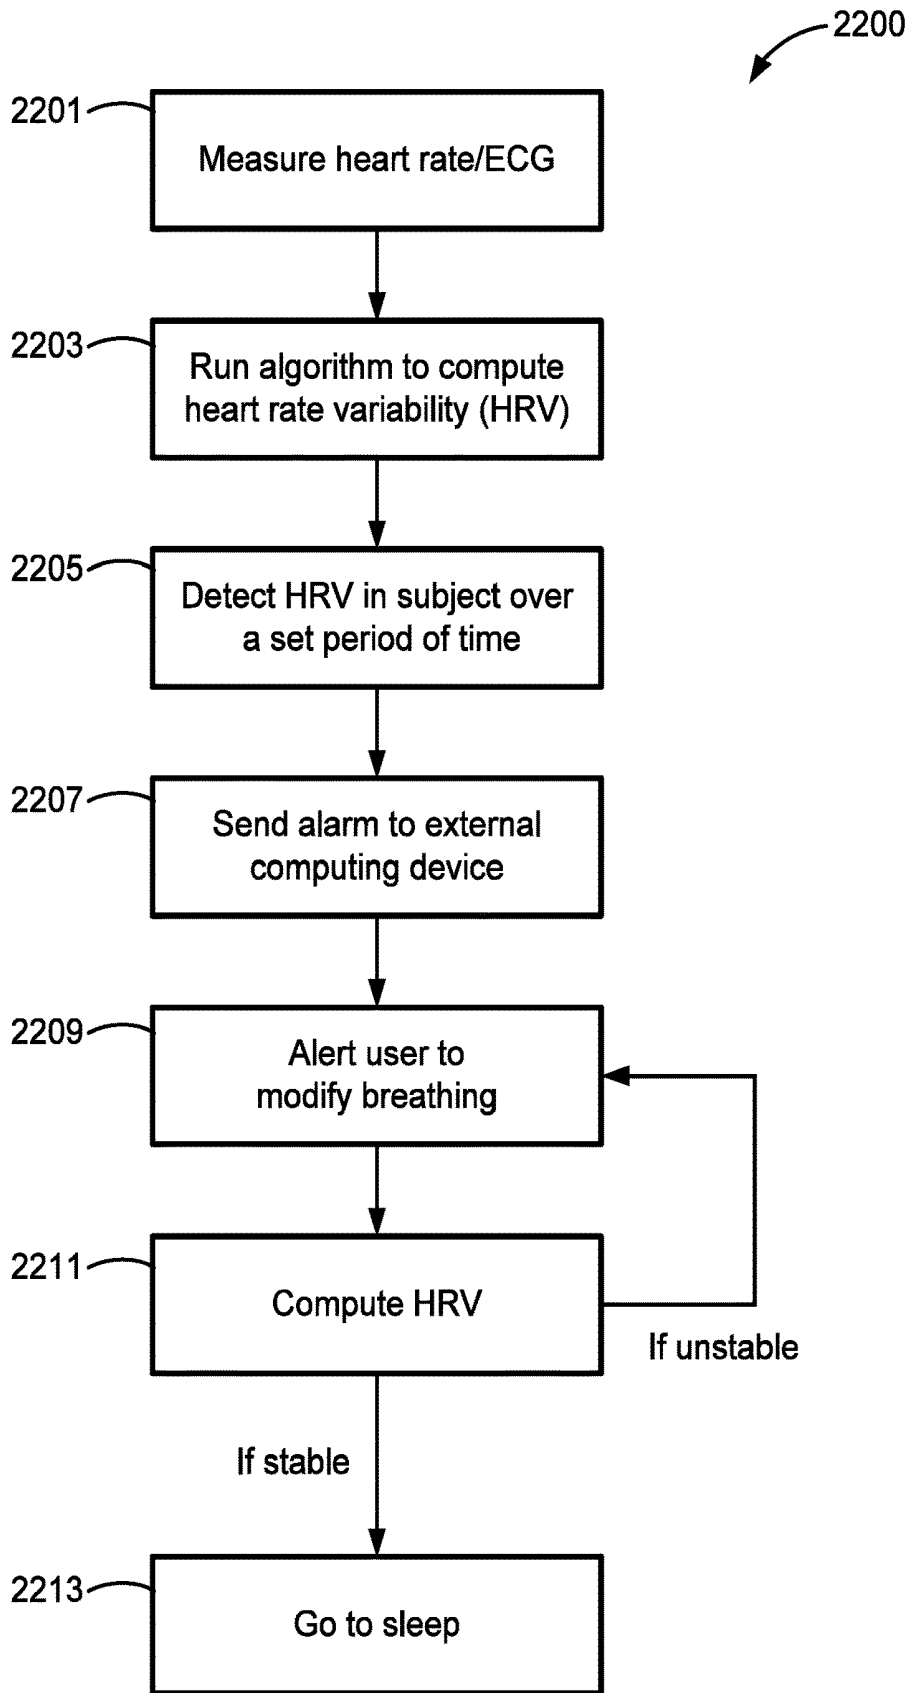 2200
2201
Measure heart rate/ECG
2203
Run algorithm to compute
heart rate variability (HRV)
2205
Detect HRV in subject over
a set period of time
2207
Send alarm to external
computing device
2209
Alert user to
modify breathing
2211
Compute HRV
If unstable
If stable
2213
Go to sleep